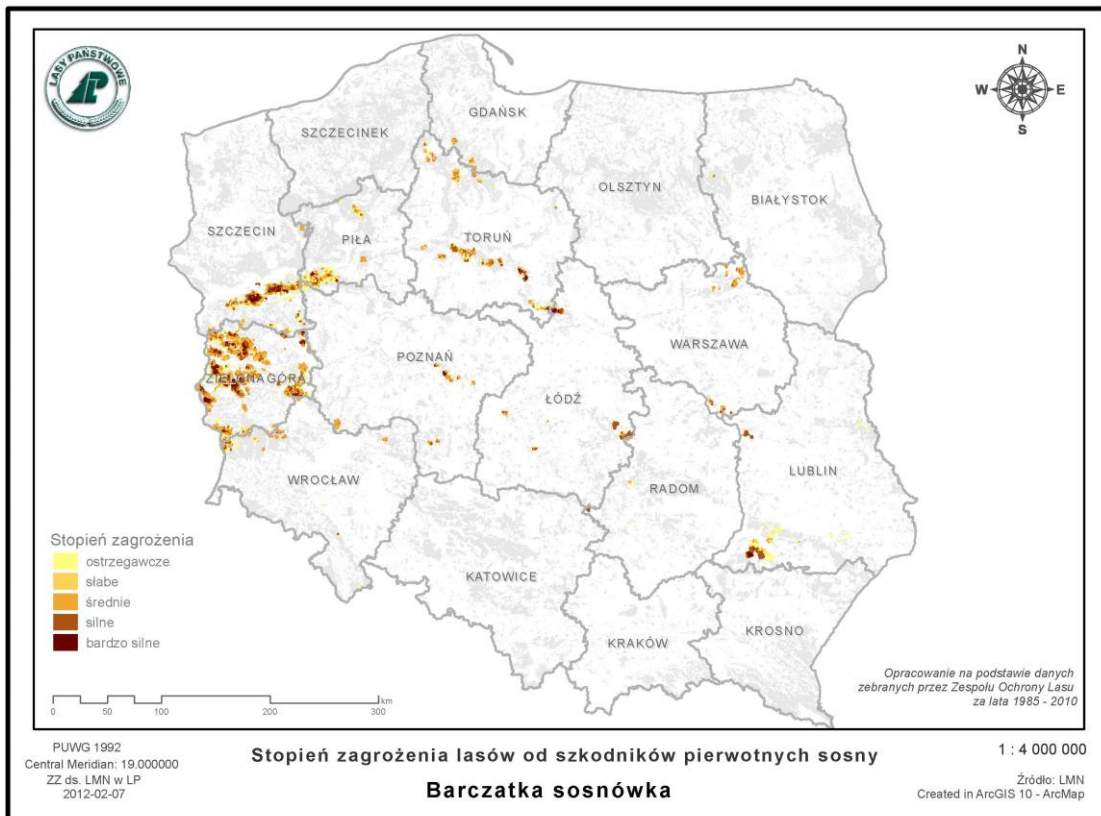 LASY PAŃSTWOWE
N
W E
S
GDAŃSK
SZCZECINEK
OLSZTYN
BIAŁYSTOK
SZCZECIN
PIŁA
TORUŃ
WARSZAWA
POZNAŃ
ZIELONA GÓRA
ŁÓDŹ
LUBLIN
WROCŁAW
RADOM
KATOWICE
KRAKÓW
KROSNO
Stopień zagrożenia
ostrzegawcze
słabe
średnie
silne
bardzo silne
km
0 50 100 200 300
Opracowanie na podstawie danych
zebranych przez Zespołu Ochrony Lasu
za lata 1985 - 2010
PUWG 1992
Central Meridian: 19.000000
ZZ ds. LMN w LP
2012-02-07
Stopień zagrożenia lasów od szkodników pierwotnych sosny
Barczatka sosnówka
1 : 4 000 000
Źródło: LMN
Created in ArcGIS 10 - ArcMap